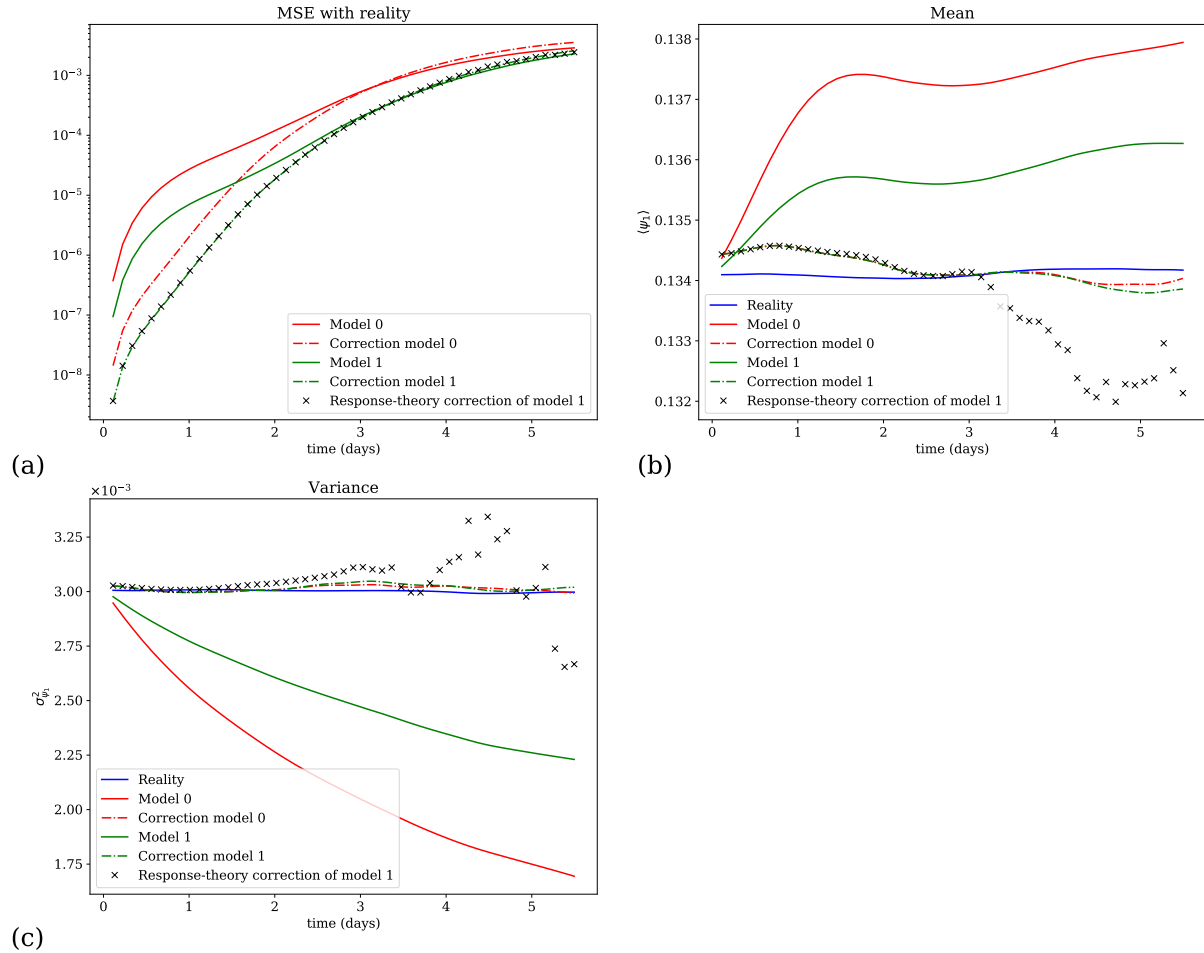 MSE with reality
10⁻³
10⁻⁴
10⁻⁵
10⁻⁶
10⁻⁷
10⁻⁸
Model 0
Correction model 0
Model 1
Correction model 1
Response-theory correction of model 1
0 1 2 3 4 5
time (days)
(a)
Mean
0.138
0.137
0.136
0.135
0.134
0.133
0.132
⟨ψ₁⟩
Reality
Model 0
Correction model 0
Model 1
Correction model 1
Response-theory correction of model 1
0 1 2 3 4 5
time (days)
(b)
×10⁻³
Variance
3.25
3.00
2.75
2.50
2.25
2.00
1.75
σ²_ψ₁
Reality
Model 0
Correction model 0
Model 1
Correction model 1
Response-theory correction of model 1
0 1 2 3 4 5
time (days)
(c)